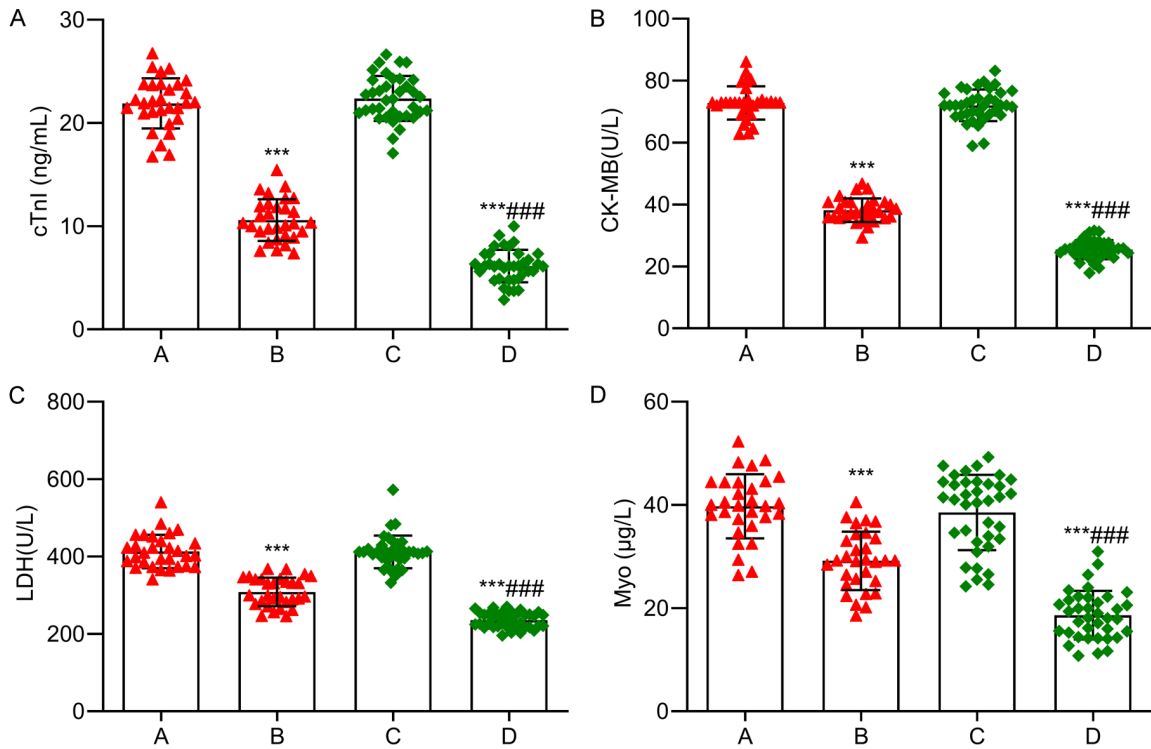 A
cTnI (ng/mL)
30
20
10
0
***
***###
A B C D
B
CK-MB(U/L)
100
80
60
40
20
0
***
***###
A B C D
C
LDH(U/L)
800
600
400
200
0
***
***###
A B C D
D
Myo (μg/L)
60
40
20
0
***
***###
A B C D